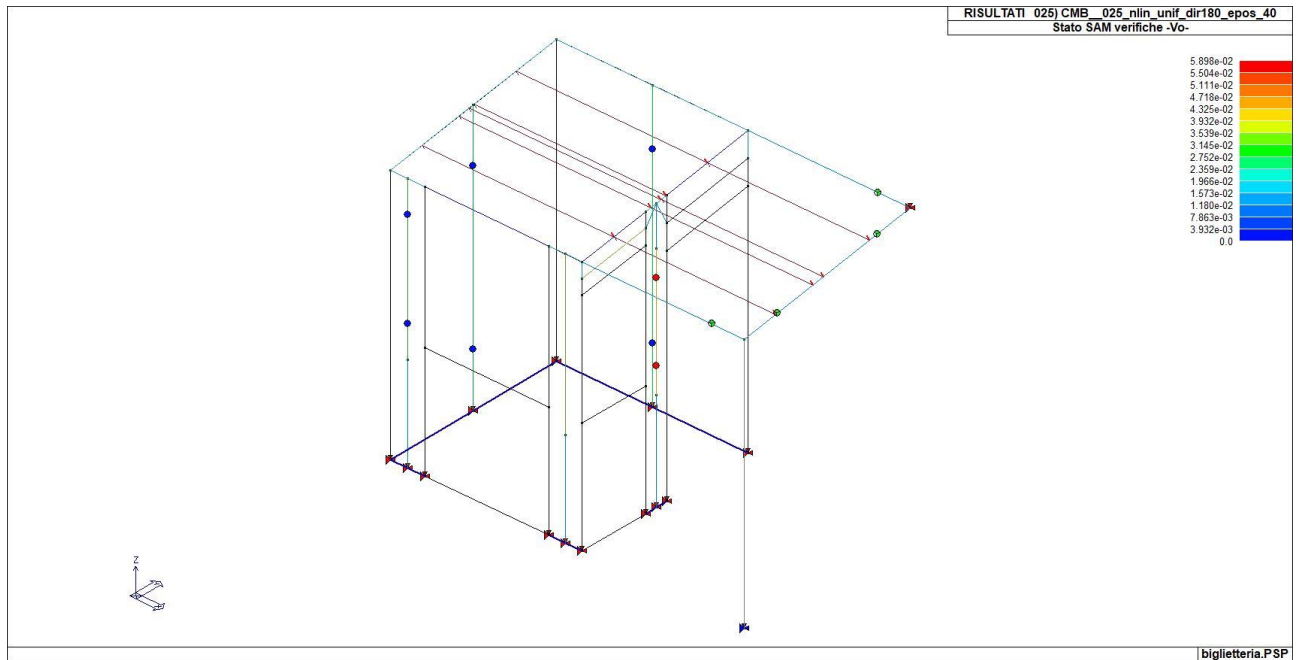 RISULTATI 025) CMB__025_nlin_unif_dir180_epos_40
Stato SAM verifiche -Vo-
5.898e-02
5.504e-02
5.111e-02
4.718e-02
4.325e-02
3.932e-02
3.539e-02
3.145e-02
2.752e-02
2.359e-02
1.966e-02
1.573e-02
1.180e-02
7.863e-03
3.932e-03
0.0
Z
biglietteria.PSP